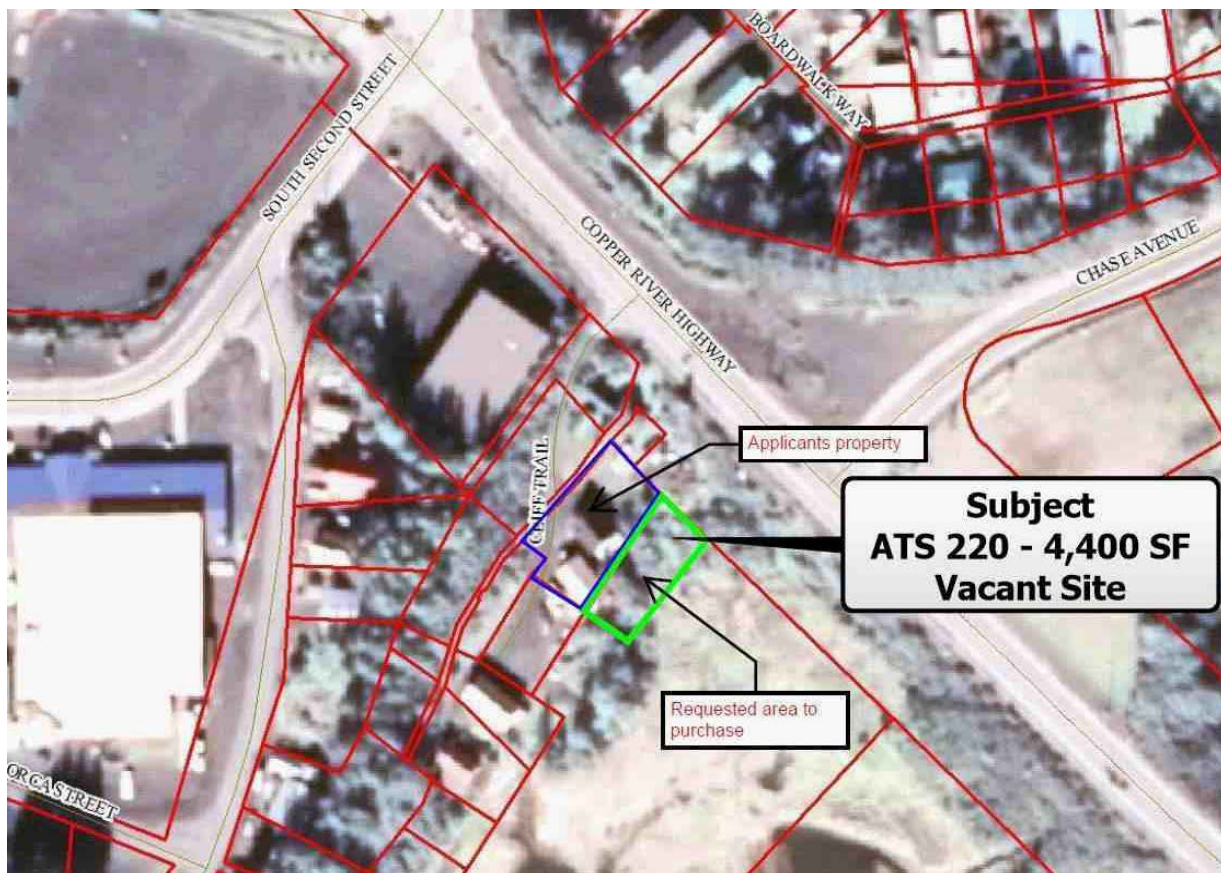 BOARDWALK WAY
SOUTH SECOND STREET
COPPER RIVER HIGHWAY
CHASE AVENUE
Applicants property
CLIFF TRAIL
Subject
ATS 220 - 4,400 SF
Vacant Site
Requested area to
purchase
ORCA STREET